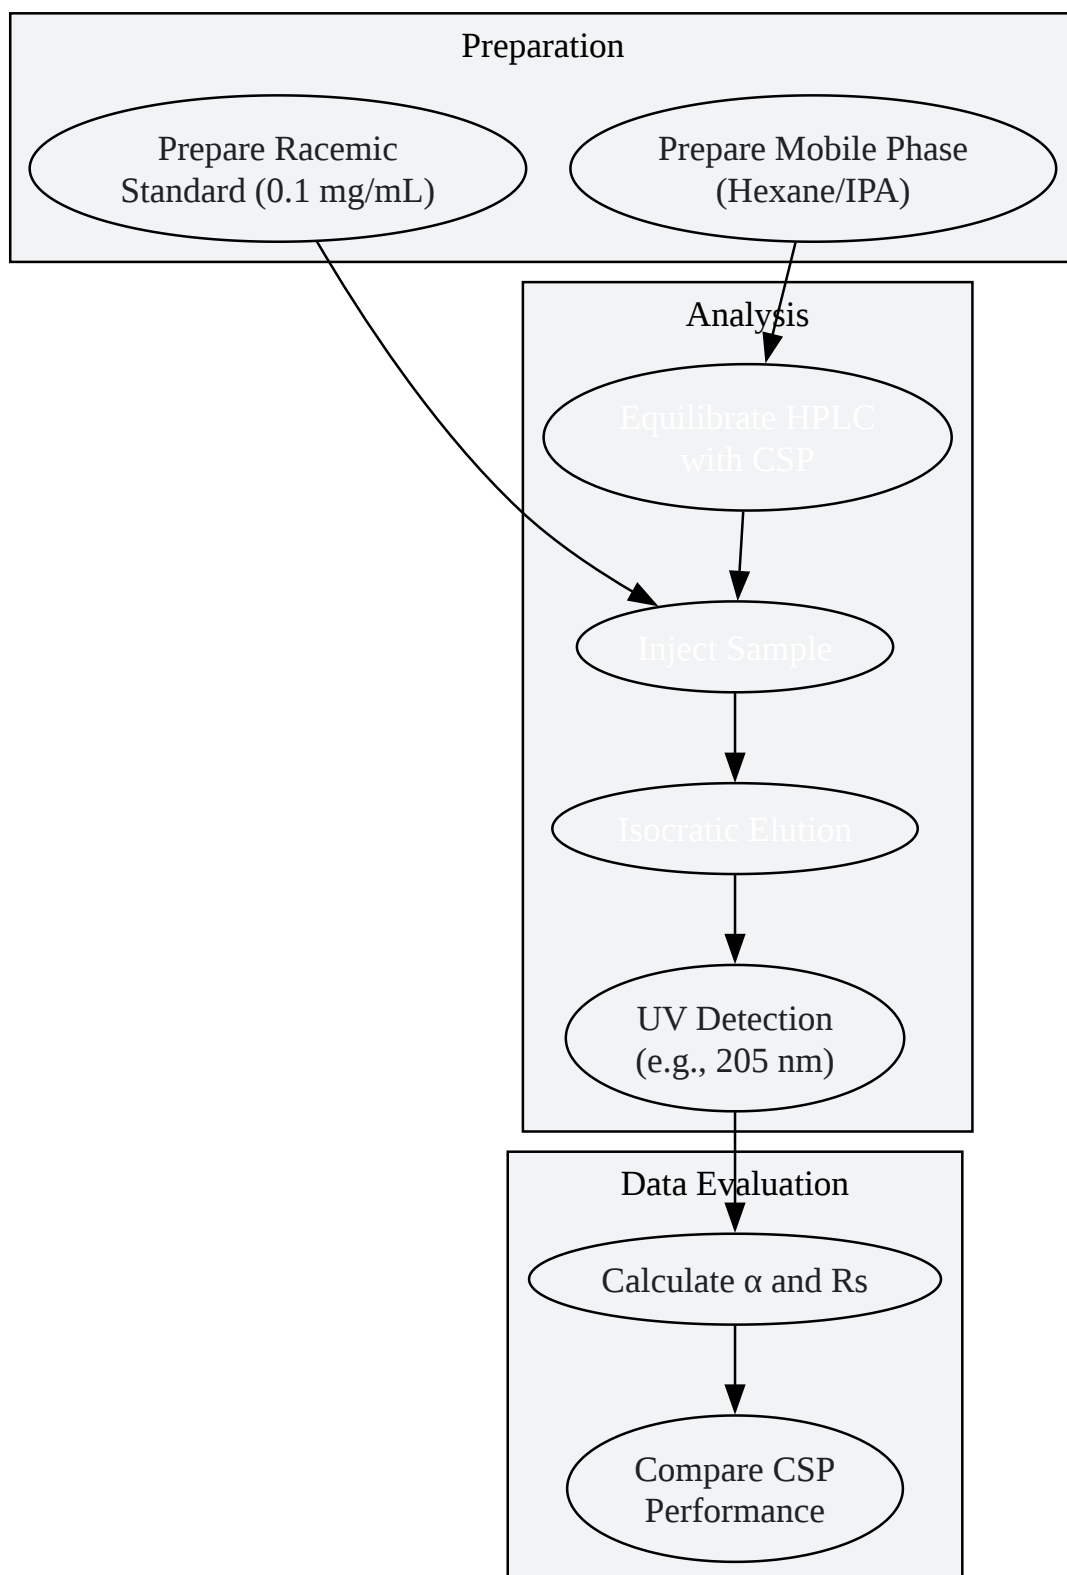 Preparation
Prepare Racemic
Standard (0.1 mg/mL)
Prepare Mobile Phase
(Hexane/IPA)
Analysis
Equilibrate HPLC
with CSP
Inject Sample
Isocratic Elution
UV Detection
(e.g., 205 nm)
Data Evaluation
Calculate α and Rs
Compare CSP
Performance